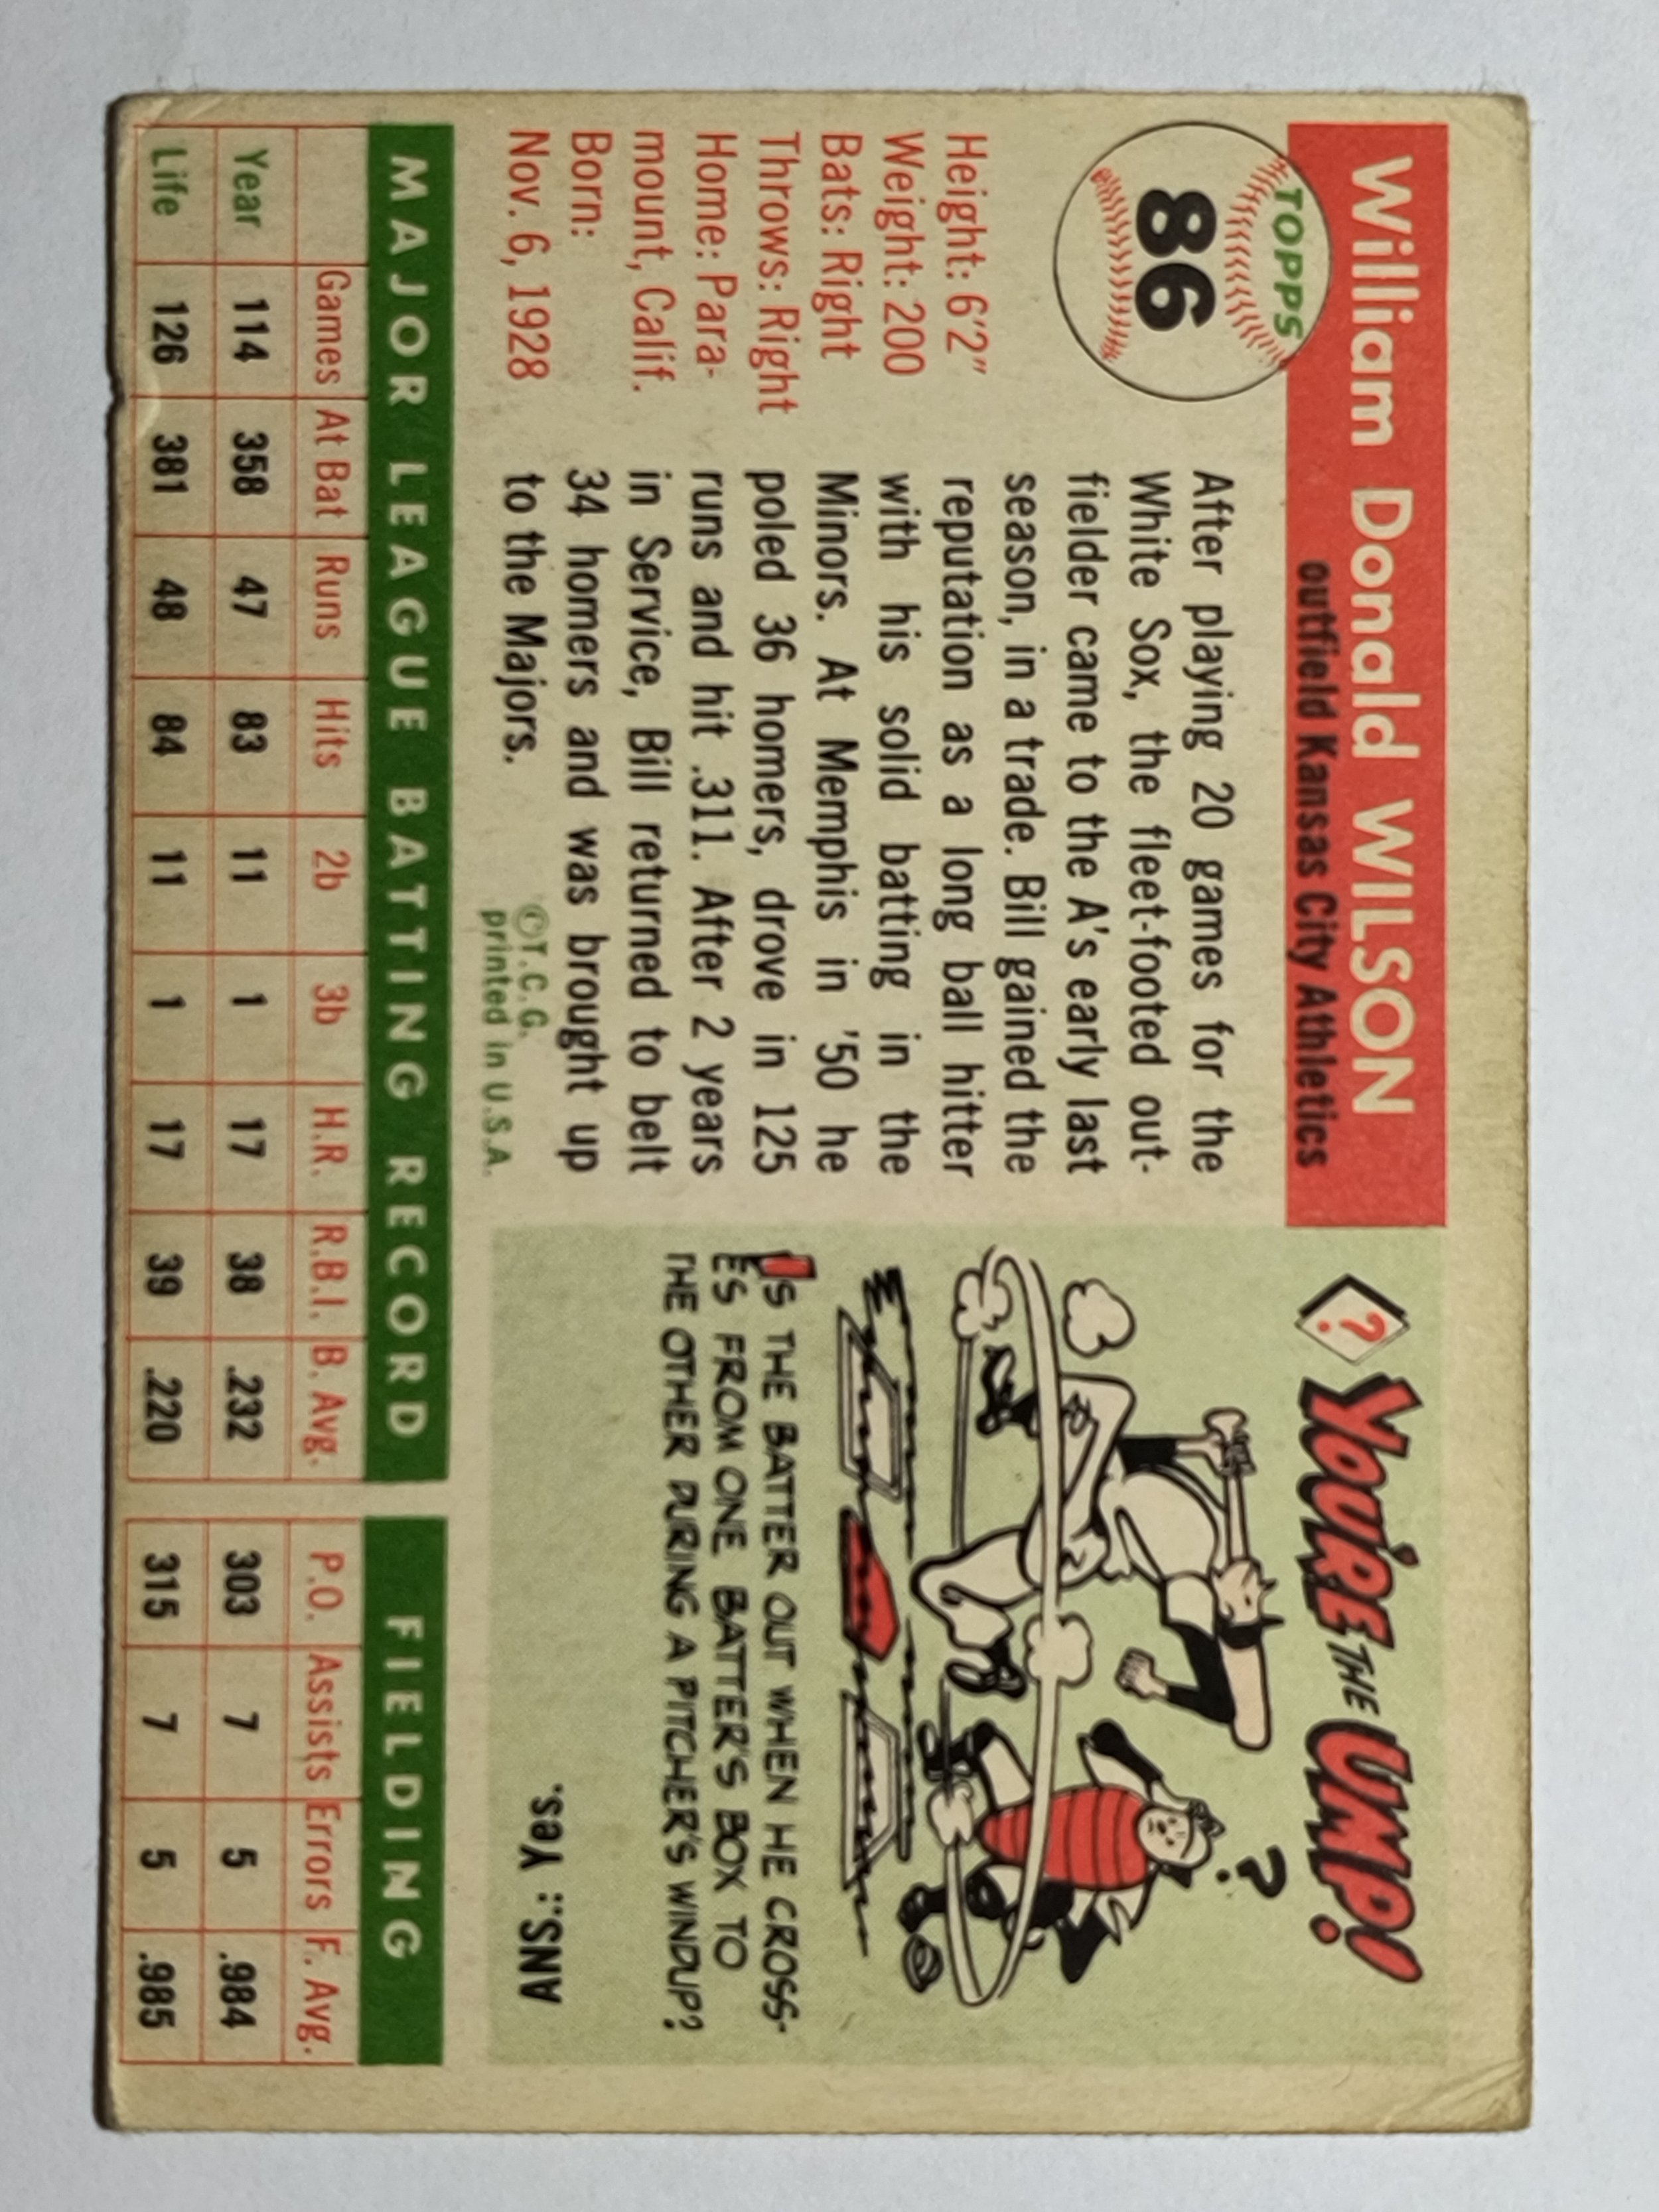 William Donald WILSON
outfield Kansas City Athletics
TOPPS
86
Height: 6'2"
Weight: 200
Bats: Right
Throws: Right
Home: Para-
mount, Calif.
Born:
Nov. 6, 1928
After playing 20 games for the
White Sox, the fleet-footed out-
fielder came to the A's early last
season, in a trade. Bill gained the
reputation as a long ball hitter
with his solid batting in the
Minors. At Memphis in '50 he
poled 36 homers, drove in 125
runs and hit .311. After 2 years
in Service, Bill returned to belt
34 homers and was brought up
to the Majors.
©T.C.G.
printed in U.S.A.
? YOU'RE THE UMP!
?
IS THE BATTER OUT WHEN HE CROSS-
ES FROM ONE BATTER'S BOX TO
THE OTHER DURING A PITCHER'S WINDUP?
ANS.: Yes.
MAJOR LEAGUE BATTING RECORD FIELDING
Games At Bat Runs Hits 2b 3b H.R. R.B.I. B. Avg. P.O. Assists Errors F. Avg.
Year 114 358 47 83 11 1 17 38 .232 303 7 5 .984
Life 126 381 48 84 11 1 17 39 .220 315 7 5 .985